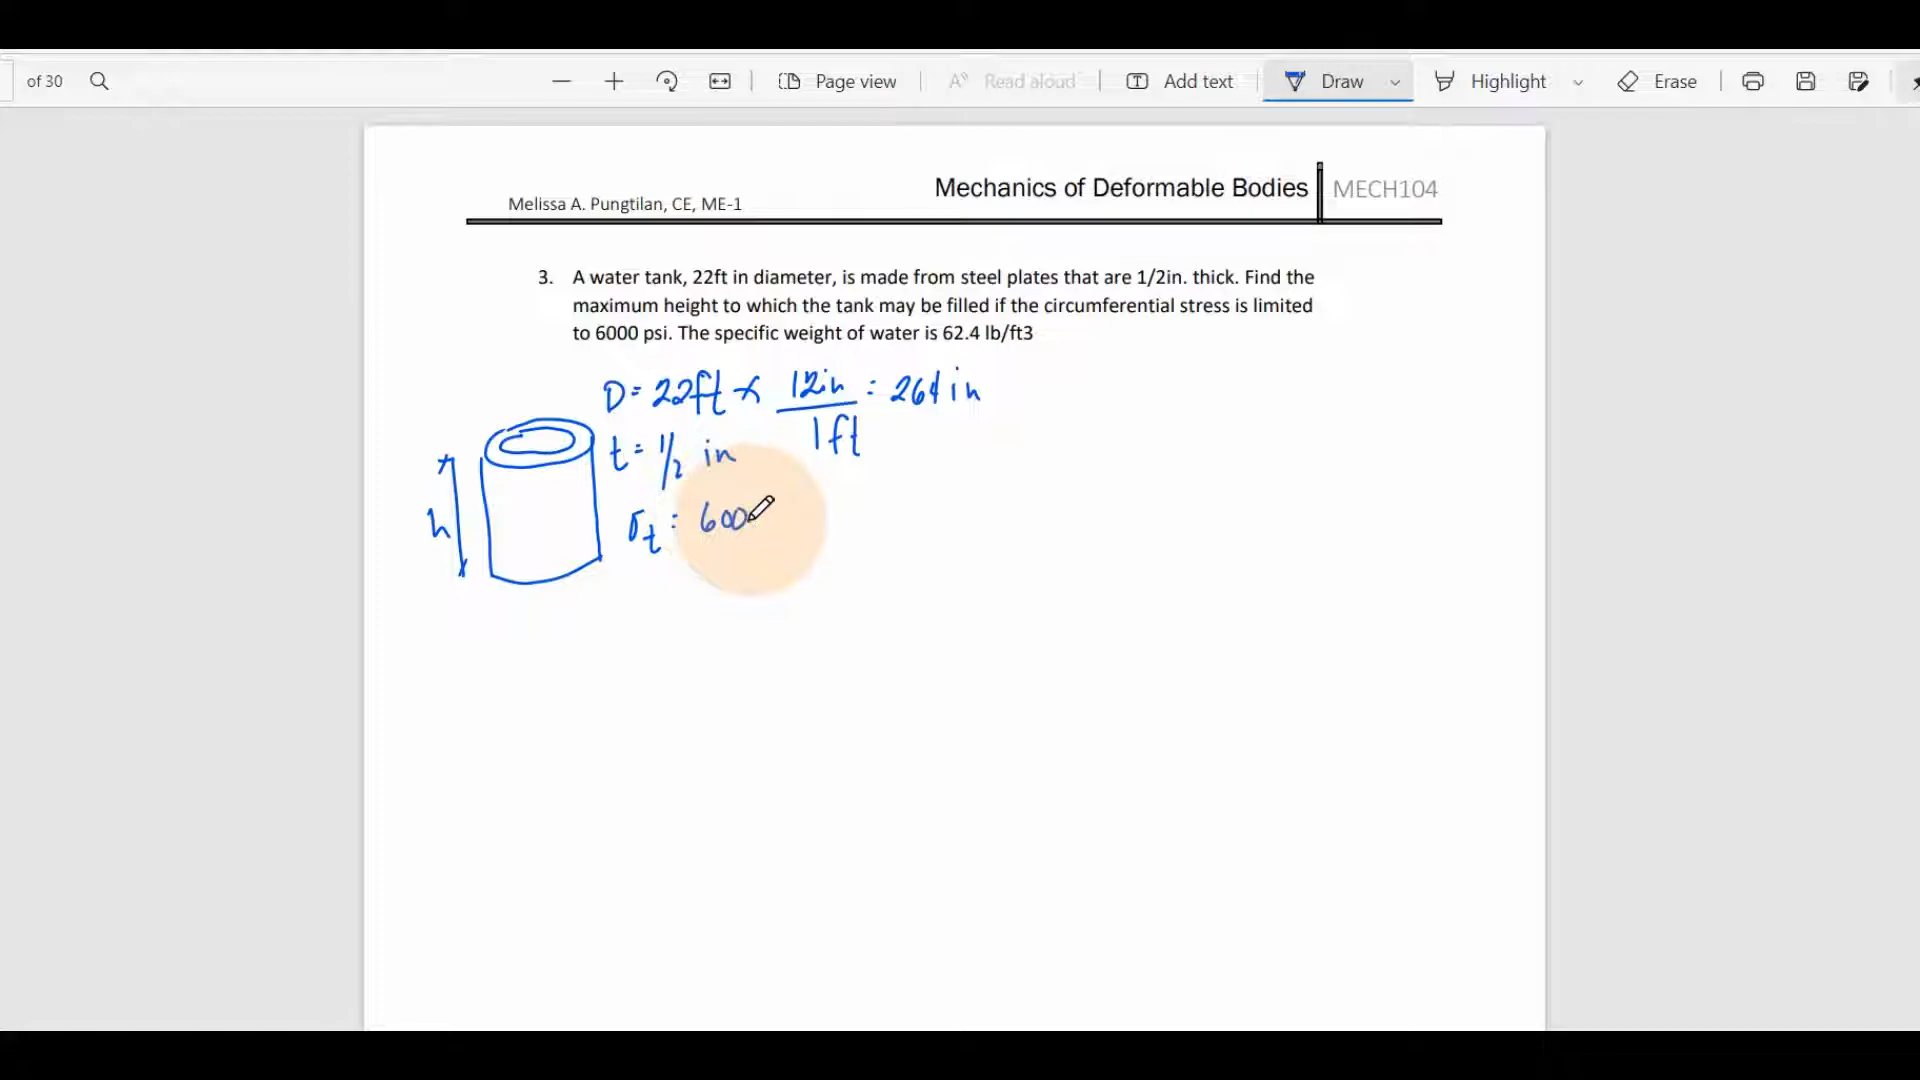 of 30 Page view Read aloud Add text Draw Highlight Erase
Mechanics of Deformable Bodies MECH104
Melissa A. Pungtilan, CE, ME-1
3. A water tank, 22ft in diameter, is made from steel plates that are 1/2in. thick. Find the
maximum height to which the tank may be filled if the circumferential stress is limited
to 6000 psi. The specific weight of water is 62.4 lb/ft3
D = 22ft x 12in / 1ft = 264in
t = 1/2 in
h
σt = 600